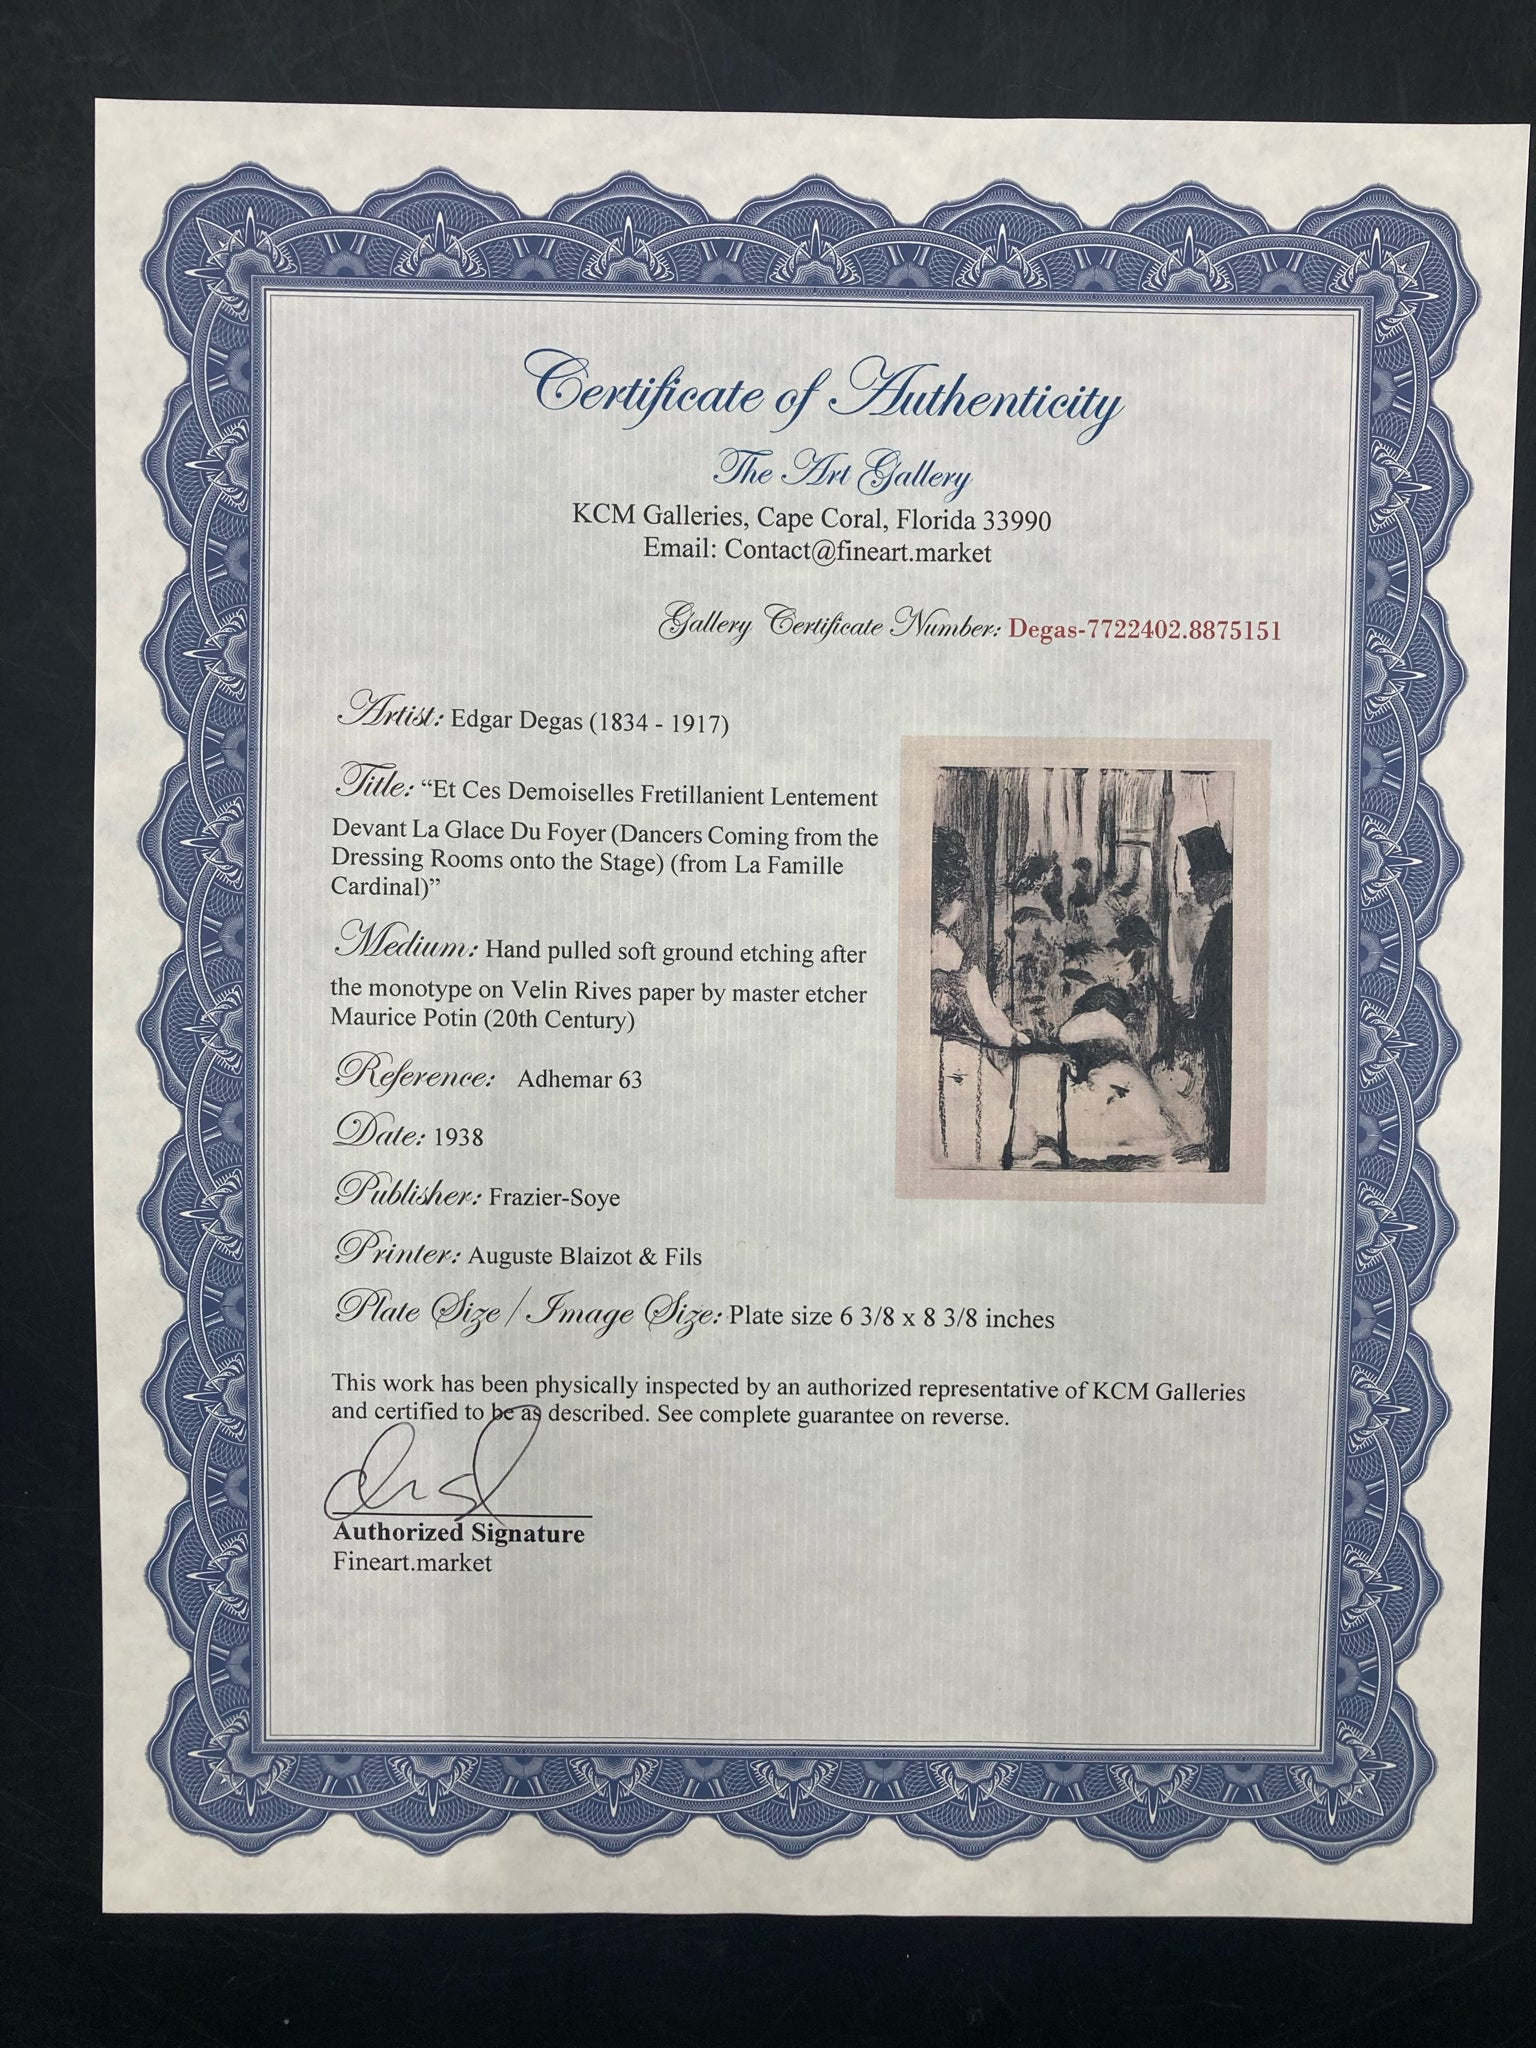 Certificate of Authenticity
The Art Gallery
KCM Galleries, Cape Coral, Florida 33990
Email: Contact@fineart.market
Gallery Certificate Number: Degas-7722402.8875151
Artist: Edgar Degas (1834 - 1917)
Title: “Et Ces Demoiselles Fretillanient Lentement
Devant La Glace Du Foyer (Dancers Coming from the
Dressing Rooms onto the Stage) (from La Famille
Cardinal)”
Medium: Hand pulled soft ground etching after
the monotype on Velin Rives paper by master etcher
Maurice Potin (20th Century)
Reference: Adhemar 63
Date: 1938
Publisher: Frazier-Soye
Printer: Auguste Blaizot & Fils
Plate Size / Image Size: Plate size 6 3/8 x 8 3/8 inches
This work has been physically inspected by an authorized representative of KCM Galleries
and certified to be as described. See complete guarantee on reverse.
Authorized Signature
Fineart.market